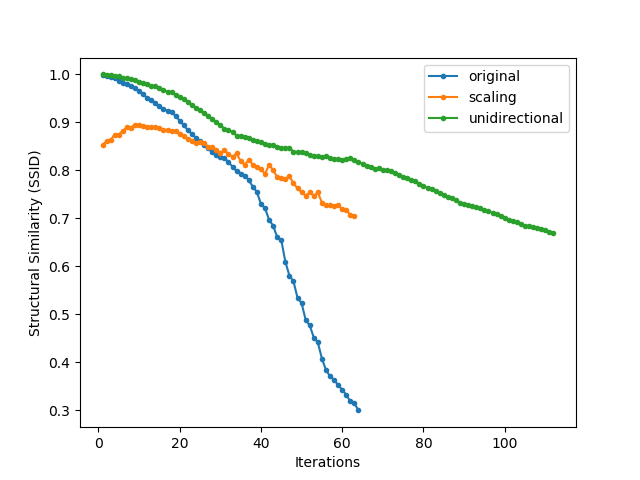 original
scaling
unidirectional
1.0
0.9
0.8
0.7
0.6
0.5
0.4
0.3
Structural Similarity (SSID)
0 20 40 60 80 100
Iterations